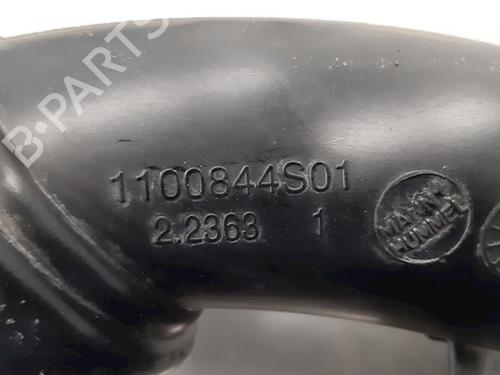 B-PARTS
1100844S01
2.2363 1
MANN+
HUMMEL